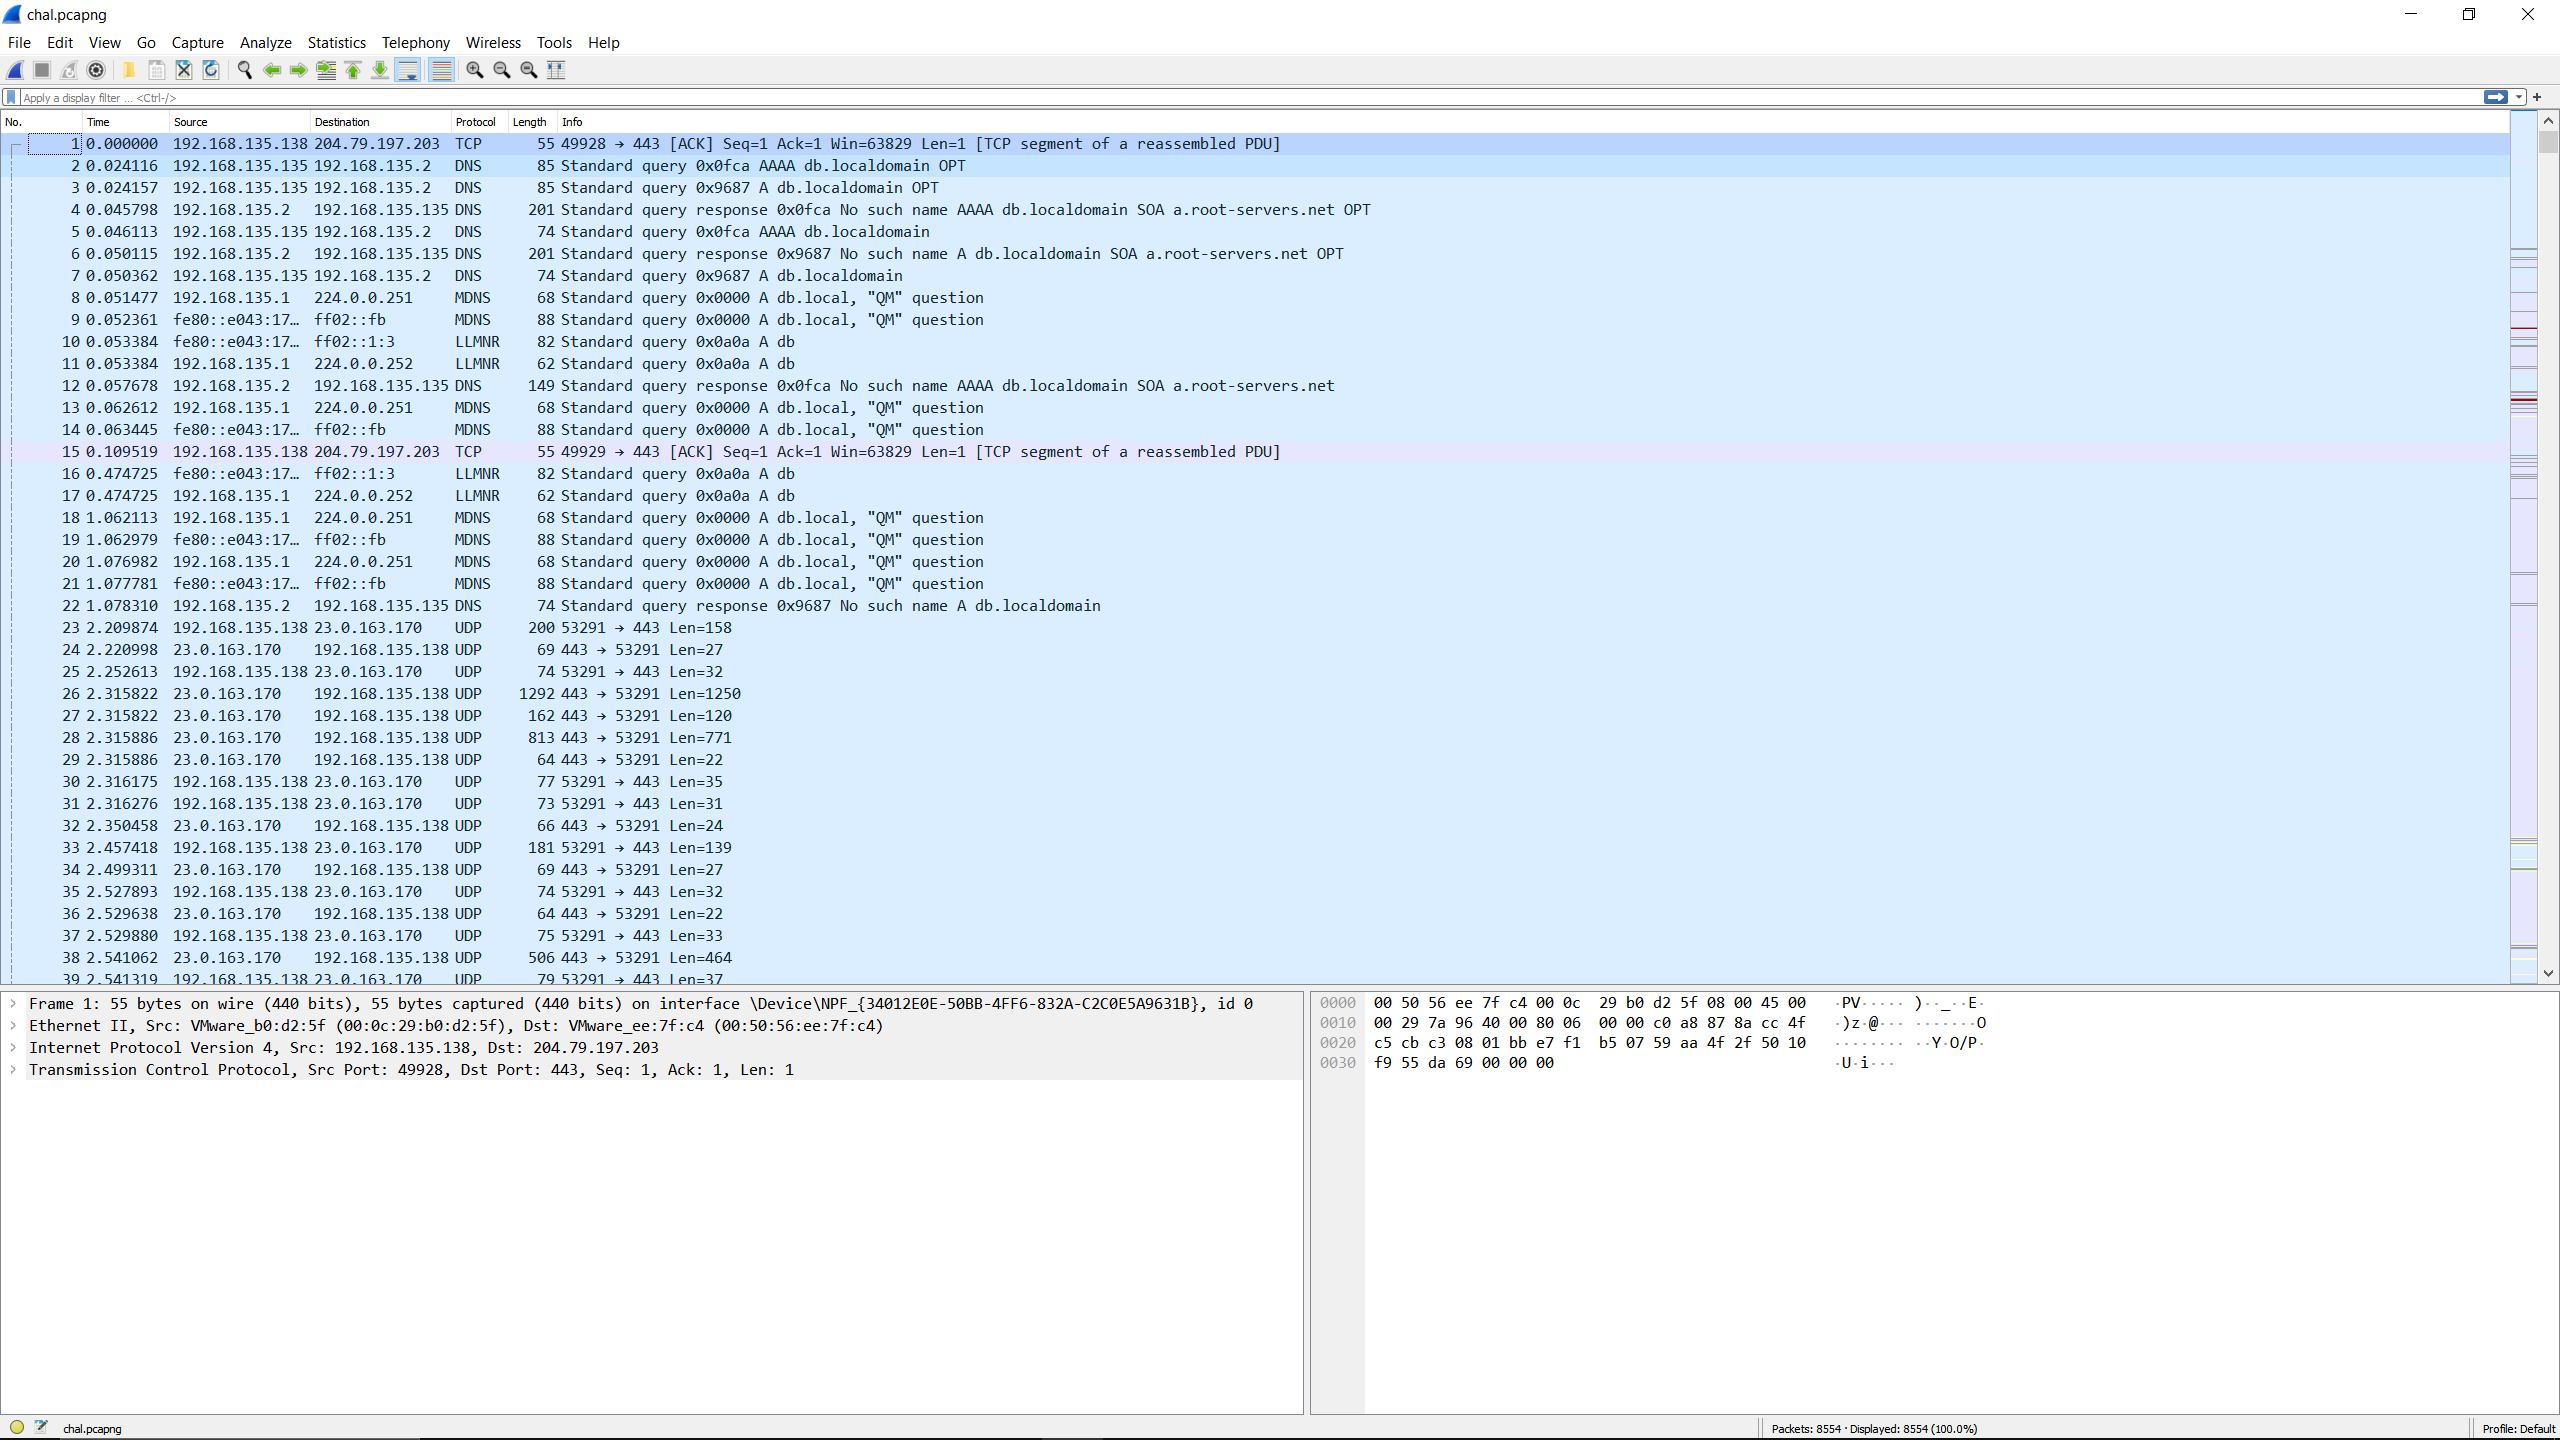 chal.pcapng
File Edit View Go Capture Analyze Statistics Telephony Wireless Tools Help
Apply a display filter ... <Ctrl-/>
No. Time Source Destination Protocol Length Info
1 0.000000 192.168.135.138 204.79.197.203 TCP 55 49928 → 443 [ACK] Seq=1 Ack=1 Win=63829 Len=1 [TCP segment of a reassembled PDU]
2 0.024116 192.168.135.135 192.168.135.2 DNS 85 Standard query 0x0fca AAAA db.localdomain OPT
3 0.024157 192.168.135.135 192.168.135.2 DNS 85 Standard query 0x9687 A db.localdomain OPT
4 0.045798 192.168.135.2 192.168.135.135 DNS 201 Standard query response 0x0fca No such name AAAA db.localdomain SOA a.root-servers.net OPT
5 0.046113 192.168.135.135 192.168.135.2 DNS 74 Standard query 0x0fca AAAA db.localdomain
6 0.050115 192.168.135.2 192.168.135.135 DNS 201 Standard query response 0x9687 No such name A db.localdomain SOA a.root-servers.net OPT
7 0.050362 192.168.135.135 192.168.135.2 DNS 74 Standard query 0x9687 A db.localdomain
8 0.051477 192.168.135.1 224.0.0.251 MDNS 68 Standard query 0x0000 A db.local, "QM" question
9 0.052361 fe80::e043:17… ff02::fb MDNS 88 Standard query 0x0000 A db.local, "QM" question
10 0.053384 fe80::e043:17… ff02::1:3 LLMNR 82 Standard query 0x0a0a A db
11 0.053384 192.168.135.1 224.0.0.252 LLMNR 62 Standard query 0x0a0a A db
12 0.057678 192.168.135.2 192.168.135.135 DNS 149 Standard query response 0x0fca No such name AAAA db.localdomain SOA a.root-servers.net
13 0.062612 192.168.135.1 224.0.0.251 MDNS 68 Standard query 0x0000 A db.local, "QM" question
14 0.063445 fe80::e043:17… ff02::fb MDNS 88 Standard query 0x0000 A db.local, "QM" question
15 0.109519 192.168.135.138 204.79.197.203 TCP 55 49929 → 443 [ACK] Seq=1 Ack=1 Win=63829 Len=1 [TCP segment of a reassembled PDU]
16 0.474725 fe80::e043:17… ff02::1:3 LLMNR 82 Standard query 0x0a0a A db
17 0.474725 192.168.135.1 224.0.0.252 LLMNR 62 Standard query 0x0a0a A db
18 1.062113 192.168.135.1 224.0.0.251 MDNS 68 Standard query 0x0000 A db.local, "QM" question
19 1.062979 fe80::e043:17… ff02::fb MDNS 88 Standard query 0x0000 A db.local, "QM" question
20 1.076982 192.168.135.1 224.0.0.251 MDNS 68 Standard query 0x0000 A db.local, "QM" question
21 1.077781 fe80::e043:17… ff02::fb MDNS 88 Standard query 0x0000 A db.local, "QM" question
22 1.078310 192.168.135.2 192.168.135.135 DNS 74 Standard query response 0x9687 No such name A db.localdomain
23 2.209874 192.168.135.138 23.0.163.170 UDP 200 53291 → 443 Len=158
24 2.220998 23.0.163.170 192.168.135.138 UDP 69 443 → 53291 Len=27
25 2.252613 192.168.135.138 23.0.163.170 UDP 74 53291 → 443 Len=32
26 2.315822 23.0.163.170 192.168.135.138 UDP 1292 443 → 53291 Len=1250
27 2.315822 23.0.163.170 192.168.135.138 UDP 162 443 → 53291 Len=120
28 2.315886 23.0.163.170 192.168.135.138 UDP 813 443 → 53291 Len=771
29 2.315886 23.0.163.170 192.168.135.138 UDP 64 443 → 53291 Len=22
30 2.316175 192.168.135.138 23.0.163.170 UDP 77 53291 → 443 Len=35
31 2.316276 192.168.135.138 23.0.163.170 UDP 73 53291 → 443 Len=31
32 2.350458 23.0.163.170 192.168.135.138 UDP 66 443 → 53291 Len=24
33 2.457418 192.168.135.138 23.0.163.170 UDP 181 53291 → 443 Len=139
34 2.499311 23.0.163.170 192.168.135.138 UDP 69 443 → 53291 Len=27
35 2.527893 192.168.135.138 23.0.163.170 UDP 74 53291 → 443 Len=32
36 2.529638 23.0.163.170 192.168.135.138 UDP 64 443 → 53291 Len=22
37 2.529880 192.168.135.138 23.0.163.170 UDP 75 53291 → 443 Len=33
38 2.541062 23.0.163.170 192.168.135.138 UDP 506 443 → 53291 Len=464
39 2.541319 192.168.135.138 23.0.163.170 UDP 79 53291 → 443 Len=37
Frame 1: 55 bytes on wire (440 bits), 55 bytes captured (440 bits) on interface \Device\NPF_{34012E0E-50BB-4FF6-832A-C2C0E5A9631B}, id 0
Ethernet II, Src: VMware_b0:d2:5f (00:0c:29:b0:d2:5f), Dst: VMware_ee:7f:c4 (00:50:56:ee:7f:c4)
Internet Protocol Version 4, Src: 192.168.135.138, Dst: 204.79.197.203
Transmission Control Protocol, Src Port: 49928, Dst Port: 443, Seq: 1, Ack: 1, Len: 1
0000 00 50 56 ee 7f c4 00 0c 29 b0 d2 5f 08 00 45 00 ·PV····· )··_··E·
0010 00 29 7a 96 40 00 80 06 00 00 c0 a8 87 8a cc 4f ·)z·@··· ·······O
0020 c5 cb c3 08 01 bb e7 f1 b5 07 59 aa 4f 2f 50 10 ········ ··Y·O/P·
0030 f9 55 da 69 00 00 00 ·U·i···
chal.pcapng
Packets: 8554 · Displayed: 8554 (100.0%)
Profile: Default